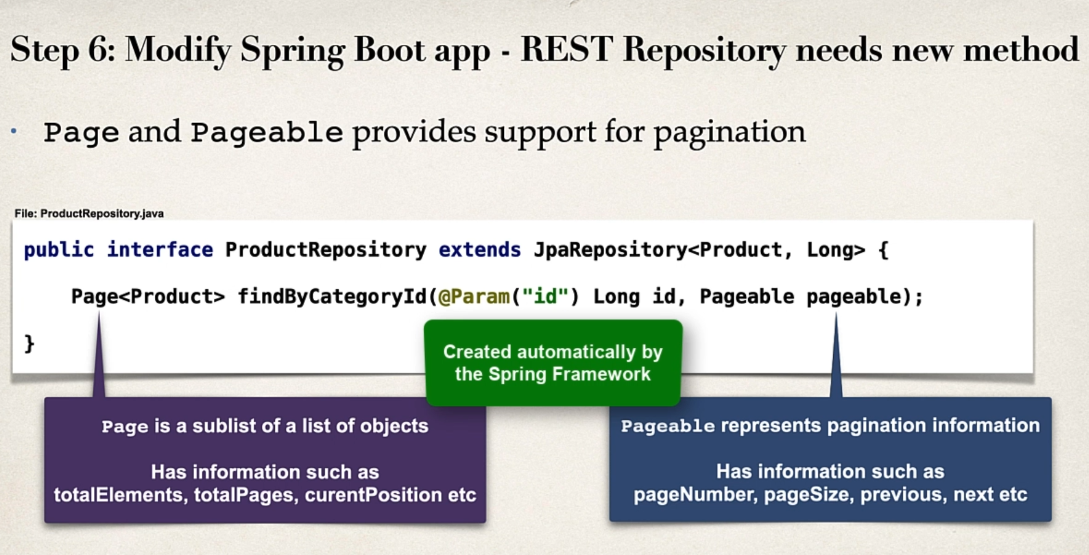 Step 6: Modify Spring Boot app - REST Repository needs new method
• Page and Pageable provides support for pagination
File: ProductRepository.java
public interface ProductRepository extends JpaRepository<Product, Long> {
Page<Product> findByCategoryId(@Param("id") Long id, Pageable pageable);
}
Created automatically by
the Spring Framework
Page is a sublist of a list of objects
Has information such as
totalElements, totalPages, curentPosition etc
Pageable represents pagination information
Has information such as
pageNumber, pageSize, previous, next etc